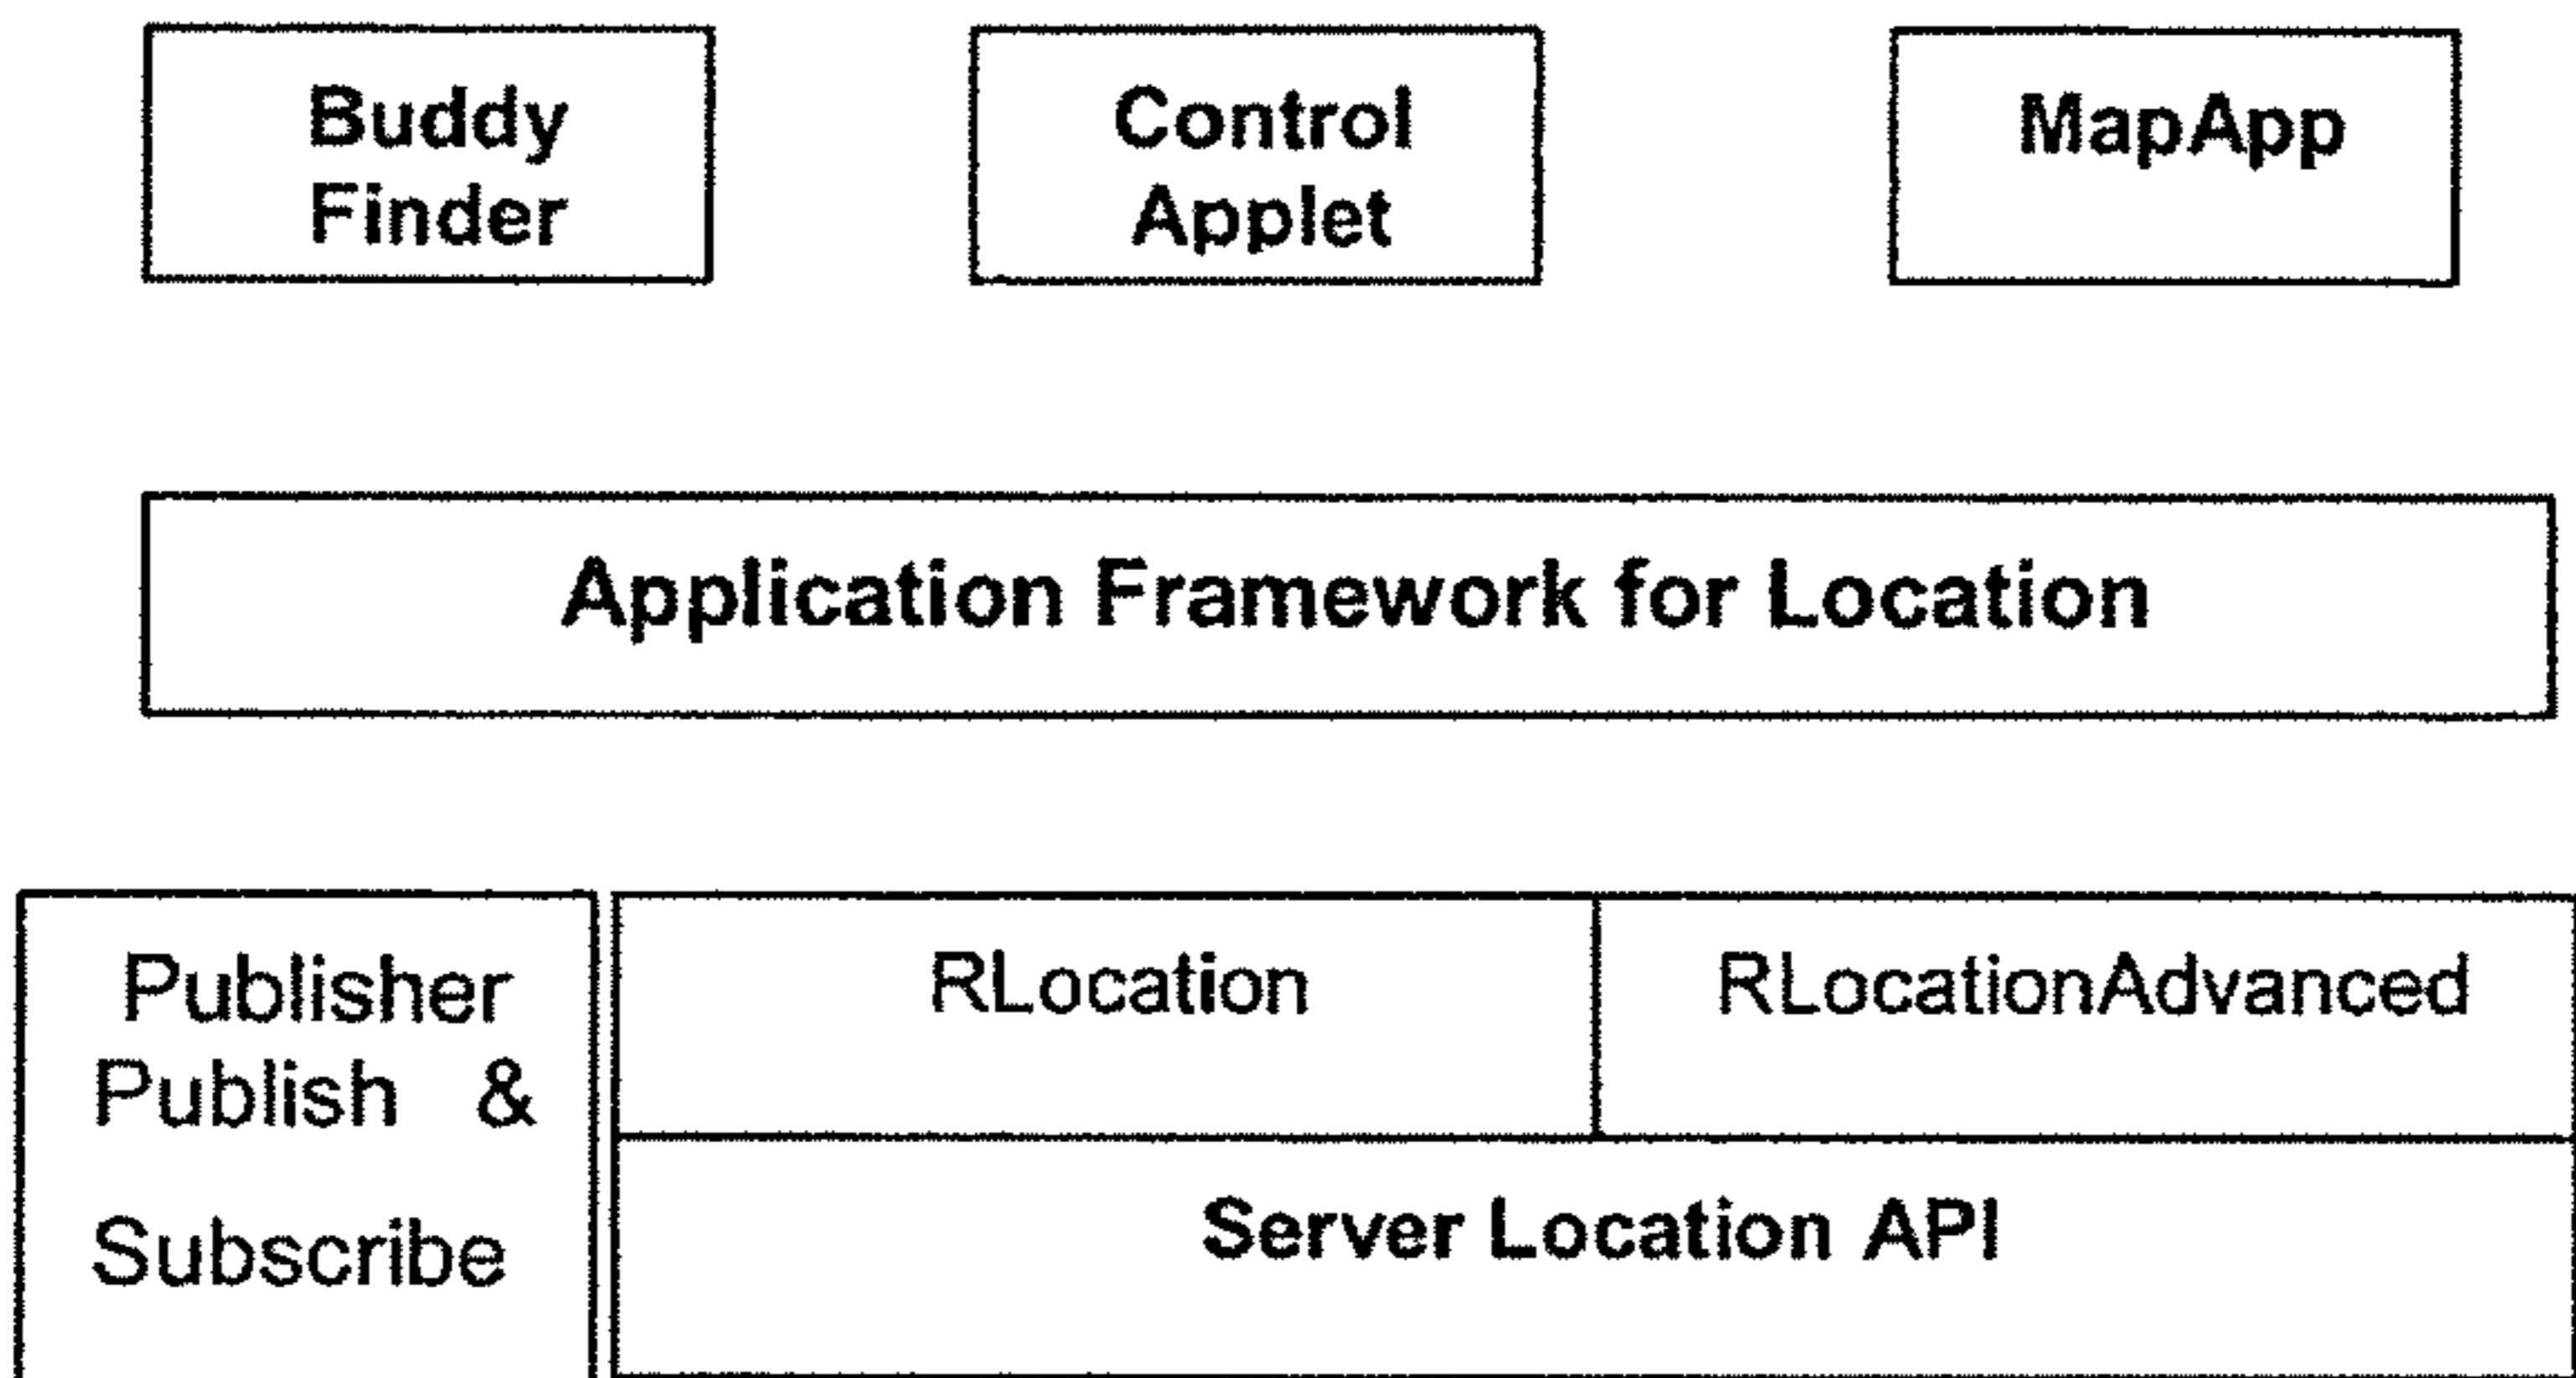 Buddy
Finder
Control
Applet
MapApp
Application Framework for Location
Publisher
Publish &
Subscribe
RLocation
RLocationAdvanced
Server Location API